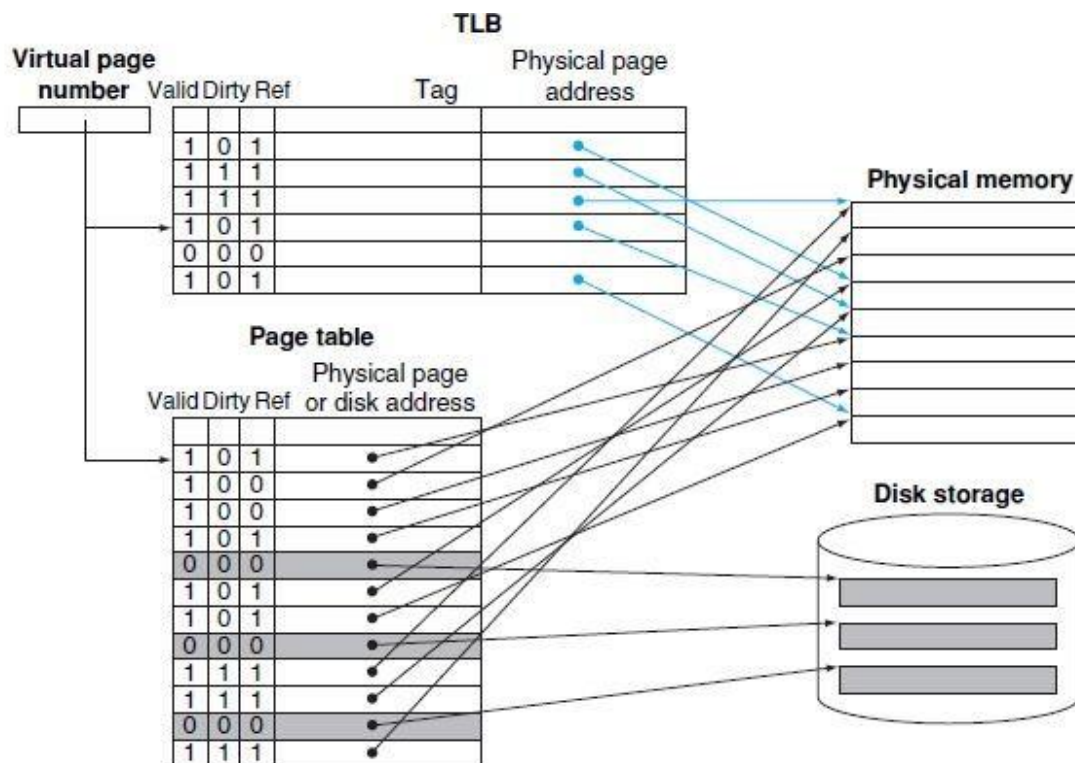 TLB
Virtual page
number
Valid Dirty Ref
Tag
Physical page
address
1 0 1
1 1 1
1 1 1
1 0 1
0 0 0
1 0 1
Physical memory
Page table
Physical page
or disk address
Valid Dirty Ref
1 0 1
1 0 0
1 0 0
1 0 1
0 0 0
1 0 1
1 0 1
0 0 0
1 1 1
1 1 1
0 0 0
1 1 1
Disk storage